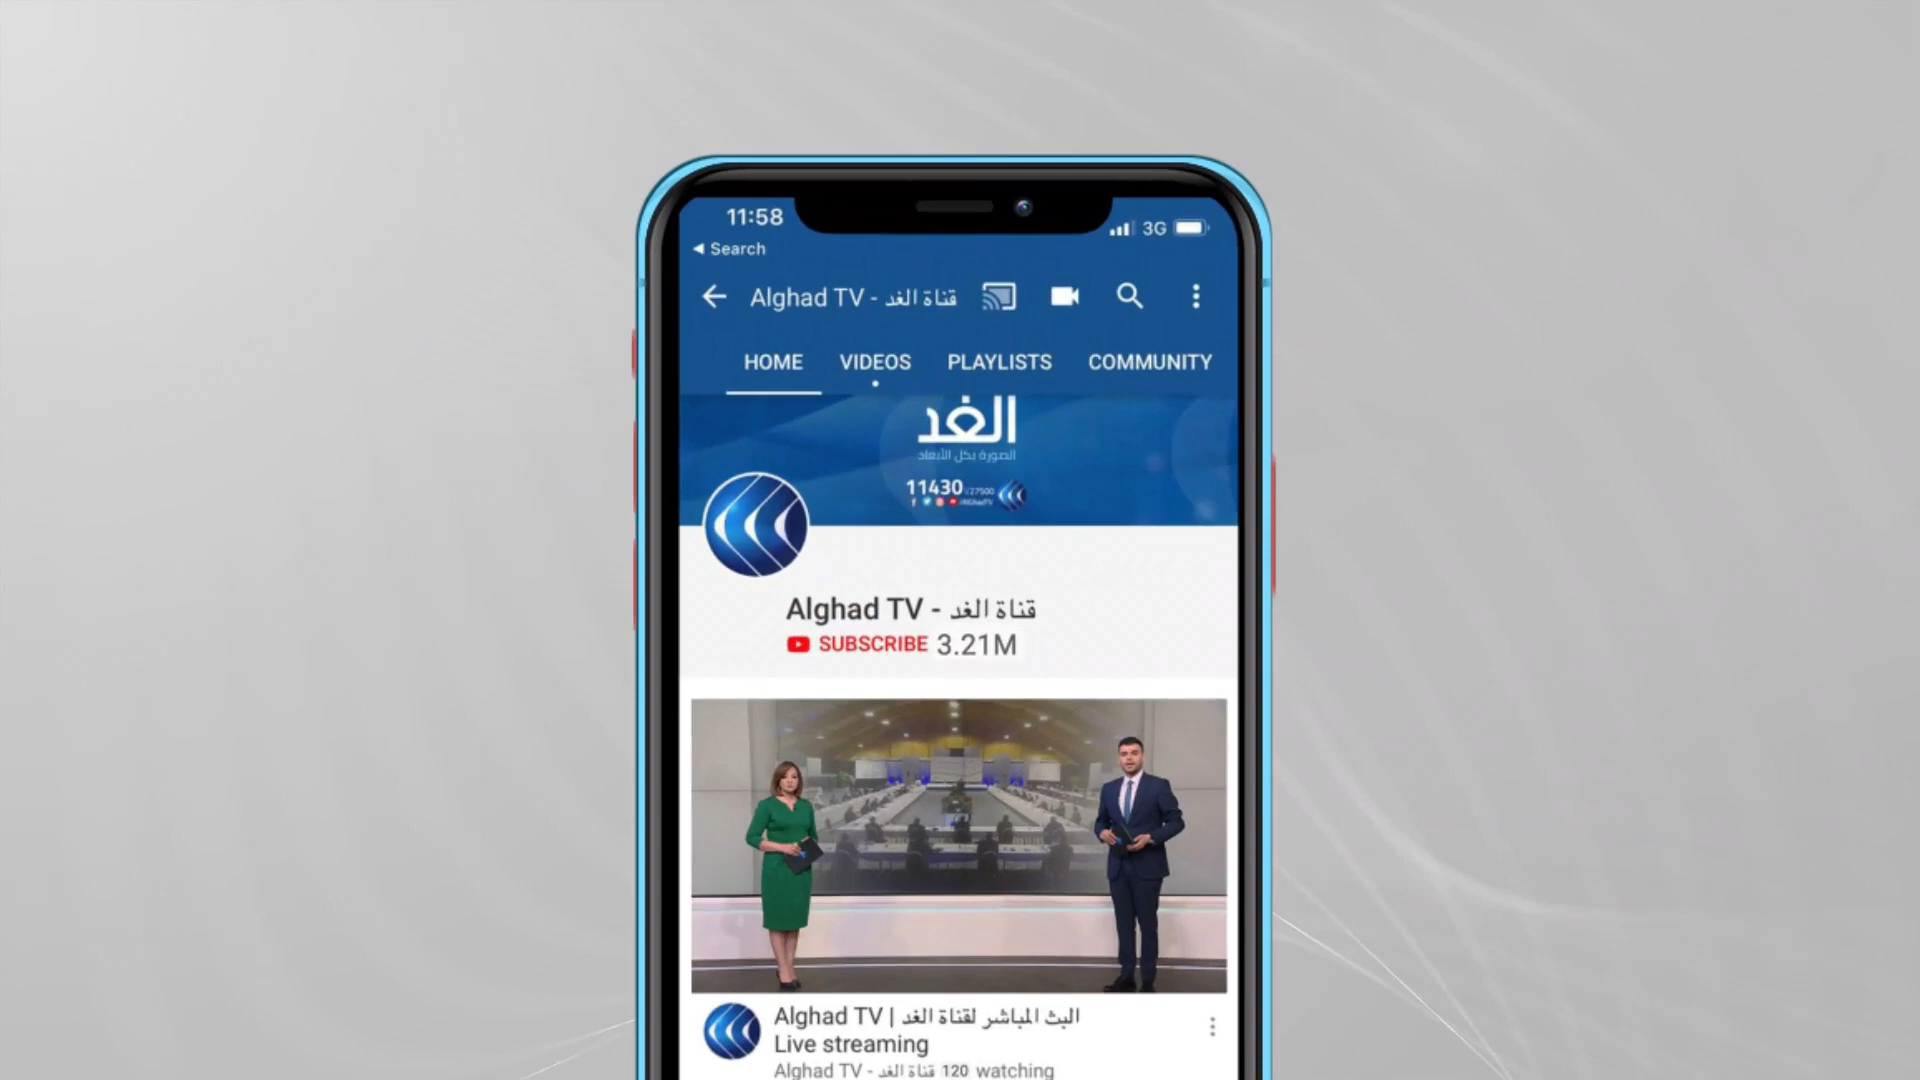 11:58
3G
Search
Alghad TV - قناة الغد
HOME VIDEOS PLAYLISTS COMMUNITY
الغد
الصورة بكل الأبعاد
11430 27500
Alghad TV - قناة الغد
SUBSCRIBE 3.21M
Alghad TV | البث المباشر لقناة الغد
Live streaming
Alghad TV - قناة الغد 120 watching